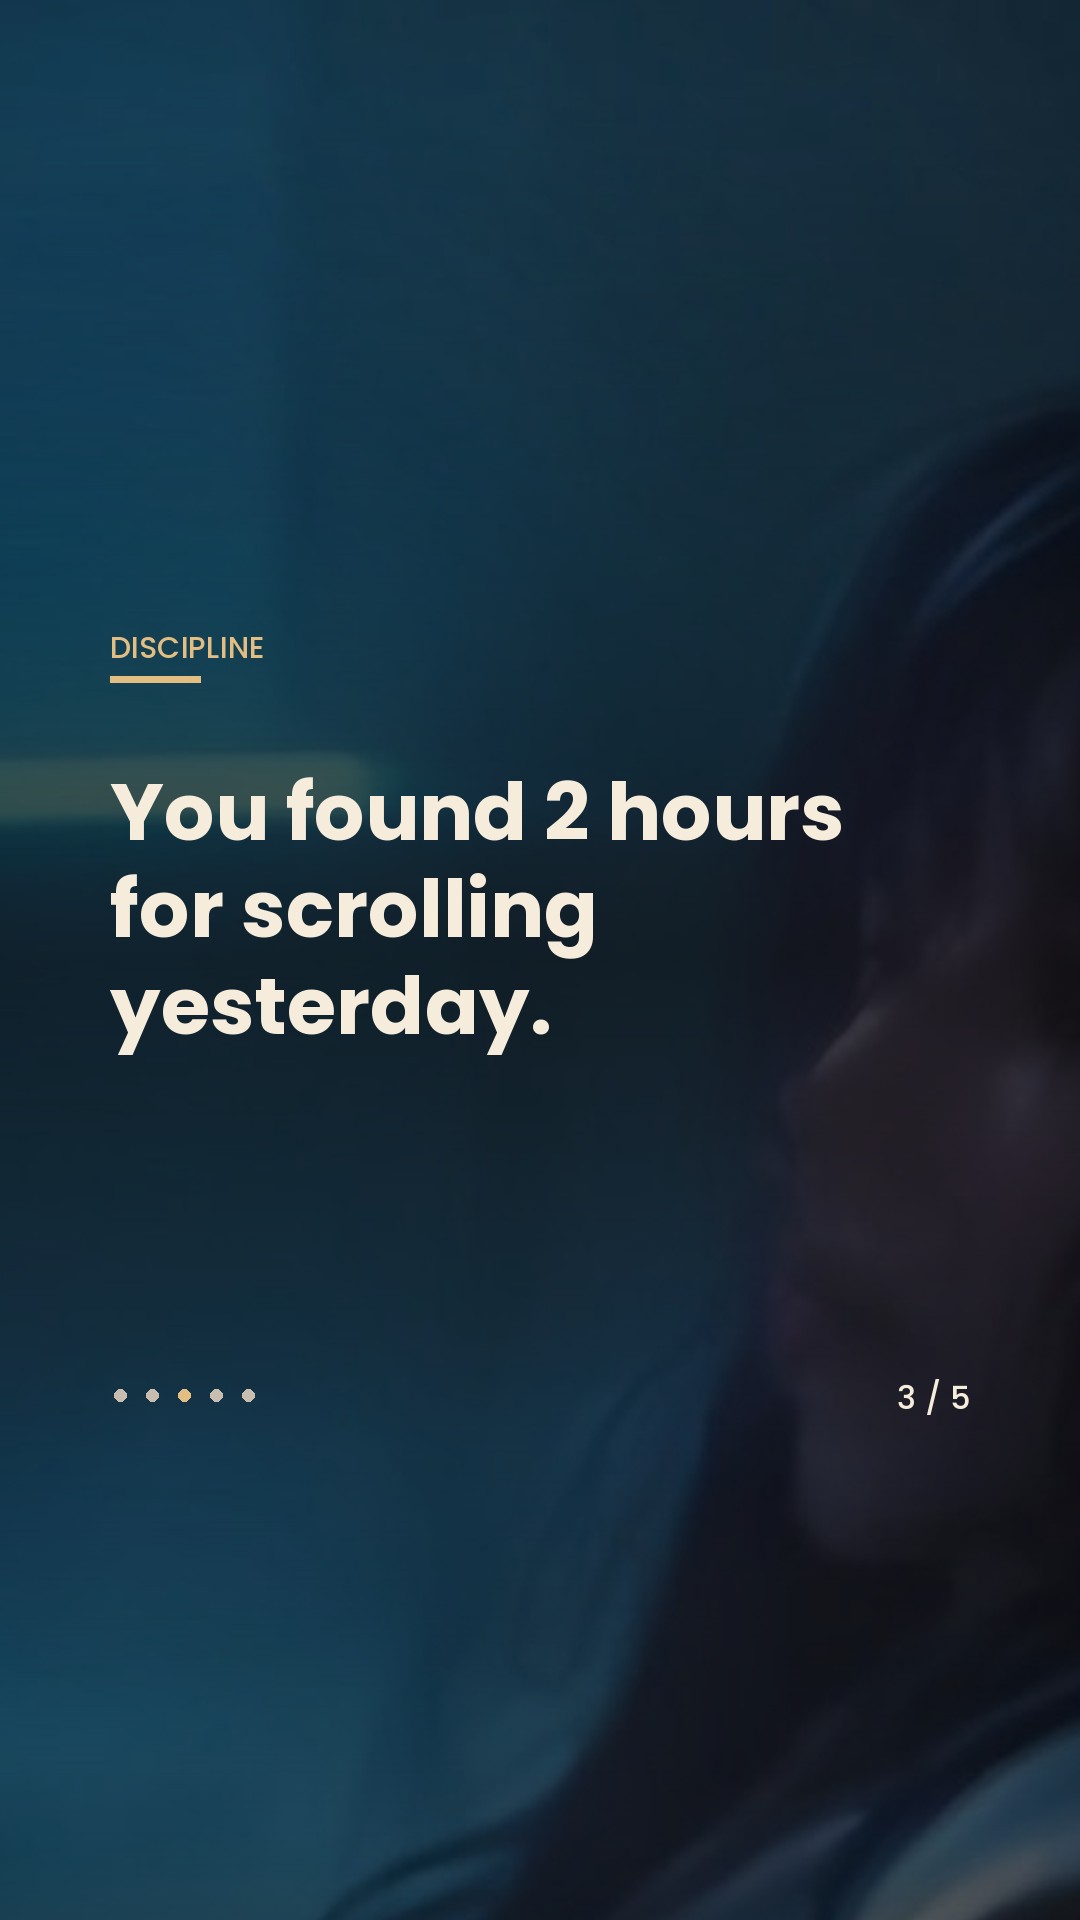 DISCIPLINE
You found 2 hours
for scrolling
yesterday.
3 / 5